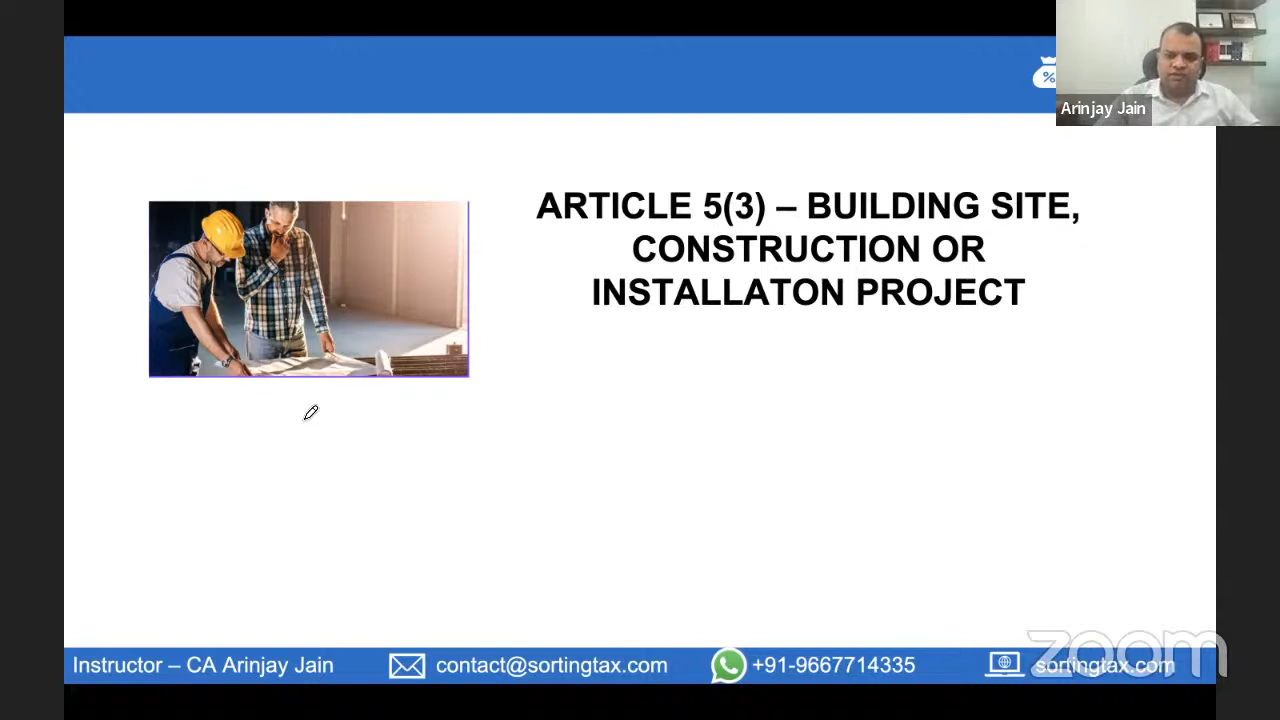 %
Arinjay Jain
ARTICLE 5(3) – BUILDING SITE,
CONSTRUCTION OR
INSTALLATON PROJECT
Instructor – CA Arinjay Jain
contact@sortingtax.com
+91-9667714335
sortingtax.com
zoom